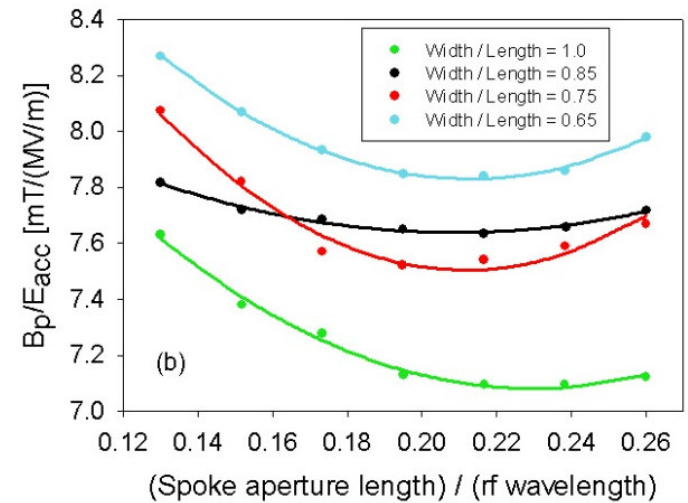 8.4
8.2
8.0
7.8
7.6
7.4
7.2
7.0
Bp/Eacc [mT/(MV/m)]
Width / Length = 1.0
Width / Length = 0.85
Width / Length = 0.75
Width / Length = 0.65
(b)
0.12 0.14 0.16 0.18 0.20 0.22 0.24 0.26
(Spoke aperture length) / (rf wavelength)